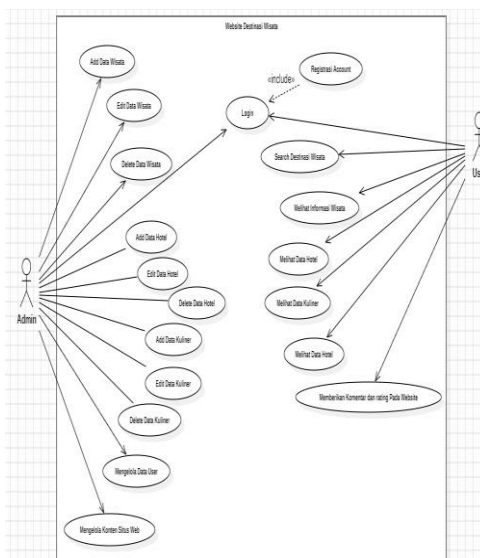 Website Destinasi Wisata
Add Data Wisata
Registrasi Account
«include»
Edit Data Wisata
Login
Search Destinasi Wisata
Delete Data Wisata
Us
Melihat Informasi Wisata
Add Data Hotel
Melihat Data Hotel
Edit Data Hotel
Delete Data Hotel
Melihat Data Kuliner
Admin
Add Data Kuliner
Melihat Data Hotel
Edit Data Kuliner
Memberikan Komentar dan rating Pada Website
Delete Data Kuliner
Mengelola Data User
Mengelola Konten Situs Web